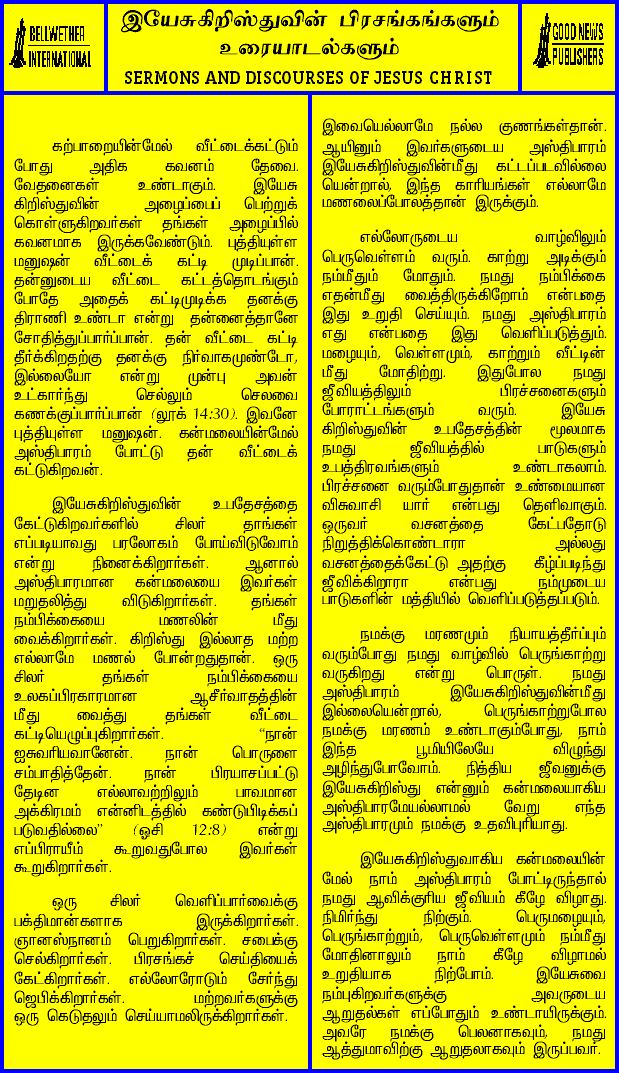 BELLWETHER
INTERNATIONAL
இயேசுகிறிஸ்துவின் பிரசங்கங்களும்
உரையாடல்களும்
SERMONS AND DISCOURSES OF JESUS CHRIST
GOOD NEWS
PUBLISHERS
கற்பாறையின்மேல் வீட்டைக்கட்டும்
போது அதிக கவனம் தேவை.
வேதனைகள் உண்டாகும். இயேசு
கிறிஸ்துவின் அழைப்பைப் பெற்றுக்
கொள்ளுகிறவர்கள் தங்கள் அழைப்பில்
கவனமாக இருக்கவேண்டும். புத்தியுள்ள
மனுஷன் வீட்டைக் கட்டி முடிப்பான்.
தன்னுடைய வீட்டை கட்டத்தொடங்கும்
போதே அதைக் கட்டிமுடிக்க தனக்கு
திராணி உண்டா என்று தன்னைத்தானே
சோதித்துப்பார்ப்பான். தன் வீட்டை கட்டி
தீர்க்கிறதற்கு தனக்கு நிர்வாகமுண்டோ,
இல்லையோ என்று முன்பு அவன்
உட்கார்ந்து செல்லும் செலவை
கணக்குப்பார்ப்பான் (லூக் 14:30). இவனே
புத்தியுள்ள மனுஷன். கன்மலையின்மேல்
அஸ்திபாரம் போட்டு தன் வீட்டைக்
கட்டுகிறவன்.
இயேசுகிறிஸ்துவின் உபதேசத்தை
கேட்டுகிறவர்களில் சிலர் தாங்கள்
எப்படியாவது பரலோகம் போய்விடுவோம்
என்று நினைக்கிறார்கள். ஆனால்
அஸ்திபாரமான கன்மலையை இவர்கள்
மறுதலித்து விடுகிறார்கள். தங்கள்
நம்பிக்கையை மணலின் மீது
வைக்கிறார்கள். கிறிஸ்து இல்லாத மற்ற
எல்லாமே மணல் போன்றதுதான். ஒரு
சிலர் தங்கள் நம்பிக்கையை
உலகப்பிரகாரமான ஆசீர்வாதத்தின்
மீது வைத்து தங்கள் வீட்டை
கட்டியெழுப்புகிறார்கள். “நான்
ஐசுவரியவானேன். நான் பொருளை
சம்பாதித்தேன். நான் பிரயாசப்பட்டு
தேடின எல்லாவற்றிலும் பாவமான
அக்கிரமம் என்னிடத்தில் கண்டுபிடிக்கப்
படுவதில்லை” (ஓசி 12:8) என்று
எப்பிராயீம் கூறுவதுபோல இவர்கள்
கூறுகிறார்கள்.
ஒரு சிலர் வெளிப்பார்வைக்கு
பக்திமான்களாக இருக்கிறார்கள்.
ஞானஸ்நானம் பெறுகிறார்கள். சபைக்கு
செல்கிறார்கள். பிரசங்கச் செய்தியைக்
கேட்கிறார்கள். எல்லோரோடும் சேர்ந்து
ஜெபிக்கிறார்கள். மற்றவர்களுக்கு
ஒரு கெடுதலும் செய்யாமலிருக்கிறார்கள்.
இவையெல்லாமே நல்ல குணங்கள்தான்.
ஆயினும் இவர்களுடைய அஸ்திபாரம்
இயேசுகிறிஸ்துவின்மீது கட்டப்படவில்லை
யென்றால், இந்த காரியங்கள் எல்லாமே
மணலைப்போலத்தான் இருக்கும்.
எல்லோருடைய வாழ்விலும்
பெருவெள்ளம் வரும். காற்று அடிக்கும்
நம்மீதும் மோதும். நமது நம்பிக்கை
எதன்மீது வைத்திருக்கிறோம் என்பதை
இது உறுதி செய்யும். நமது அஸ்திபாரம்
எது என்பதை இது வெளிப்படுத்தும்.
மழையும், வெள்ளமும், காற்றும் வீட்டின்
மீது மோதிற்று. இதுபோல நமது
ஜீவியத்திலும் பிரச்சனைகளும்
போராட்டங்களும் வரும். இயேசு
கிறிஸ்துவின் உபதேசத்தின் மூலமாக
நமது ஜீவியத்தில் பாடுகளும்
உபத்திரவங்களும் உண்டாகலாம்.
பிரச்சனை வரும்போதுதான் உண்மையான
விசுவாசி யார் என்பது தெளிவாகும்.
ஒருவர் வசனத்தை கேட்பதோடு
நிறுத்திக்கொண்டாரா அல்லது
வசனத்தைக்கேட்டு அதற்கு கீழ்ப்படிந்து
ஜீவிக்கிறாரா என்பது நம்முடைய
பாடுகளின் மத்தியில் வெளிப்படுத்தப்படும்.
நமக்கு மரணமும் நியாயத்தீர்ப்பும்
வரும்போது நமது வாழ்வில் பெருங்காற்று
வருகிறது என்று பொருள். நமது
அஸ்திபாரம் இயேசுகிறிஸ்துவின்மீது
இல்லையென்றால், பெருங்காற்றுபோல
நமக்கு மரணம் உண்டாகும்போது, நாம்
இந்த பூமியிலேயே விழுந்து
அழிந்துபோவோம். நித்திய ஜீவனுக்கு
இயேசுகிறிஸ்து என்னும் கன்மலையாகிய
அஸ்திபாரமேயல்லாமல் வேறு எந்த
அஸ்திபாரமும் நமக்கு உதவிபுரியாது.
இயேசுகிறிஸ்துவாகிய கன்மலையின்
மேல் நாம் அஸ்திபாரம் போட்டிருந்தால்
நமது ஆவிக்குரிய ஜீவியம் கீழே விழாது.
நிமிர்ந்து நிற்கும். பெருமழையும்,
பெருங்காற்றும், பெருவெள்ளமும் நம்மீது
மோதினாலும் நாம் கீழே விழாமல்
உறுதியாக நிற்போம். இயேசுவை
நம்புகிறவர்களுக்கு அவருடைய
ஆறுதல்கள் எப்போதும் உண்டாயிருக்கும்.
அவரே நமக்கு பெலனாகவும், நமது
ஆத்துமாவிற்கு ஆறுதலாகவும் இருப்பவர்.